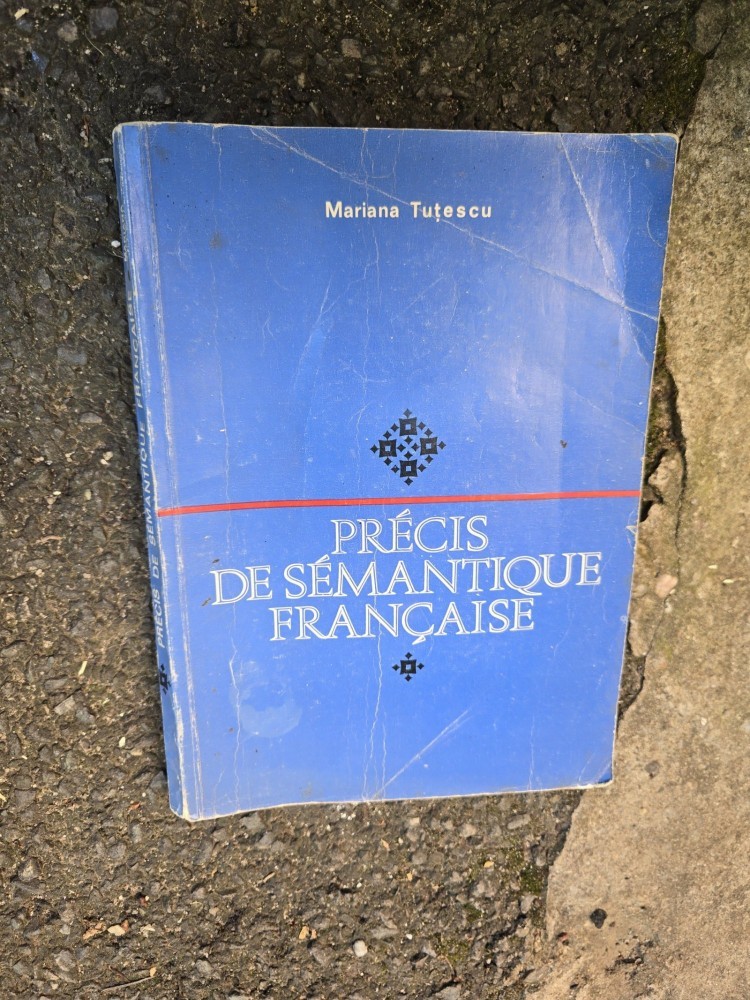 Mariana Tuțescu
PRÉCIS
DE SÉMANTIQUE
FRANÇAISE
PRÉCIS DE SÉMANTIQUE FRANÇAISE